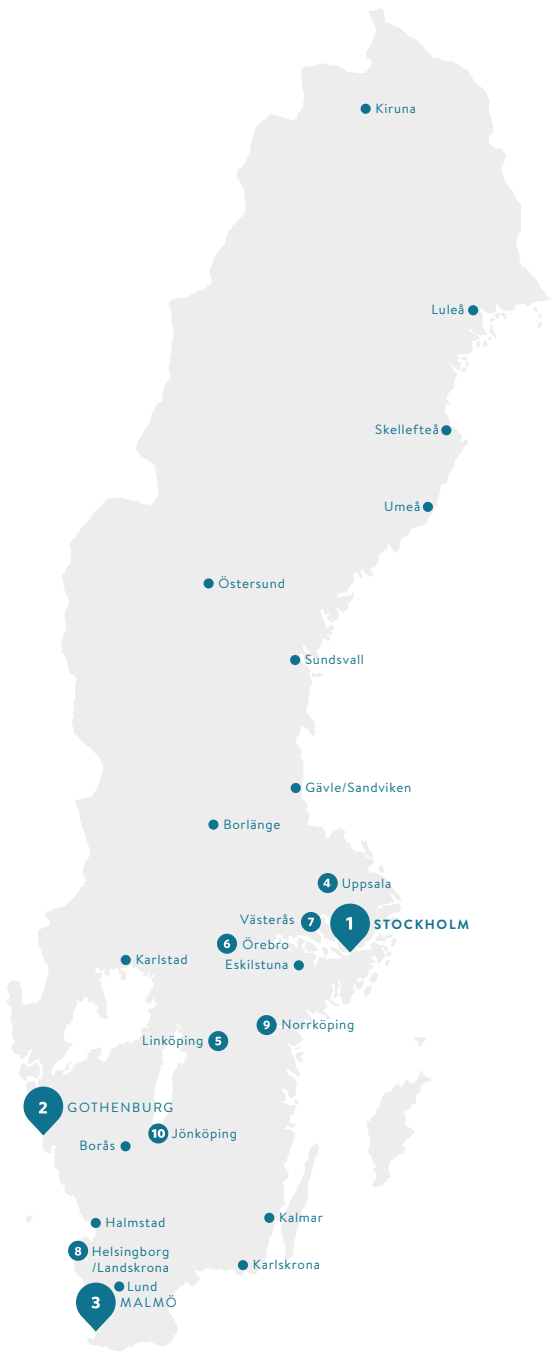 Kiruna
Luleå
Skellefteå
Umeå
Östersund
Sundsvall
Gävle/Sandviken
Borlänge
4 Uppsala
Västerås 7
1 STOCKHOLM
6 Örebro
Karlstad
Eskilstuna
9 Norrköping
Linköping 5
2 GOTHENBURG
10 Jönköping
Borås
Halmstad
Kalmar
8 Helsingborg
/Landskrona
Karlskrona
Lund
3 MALMÖ